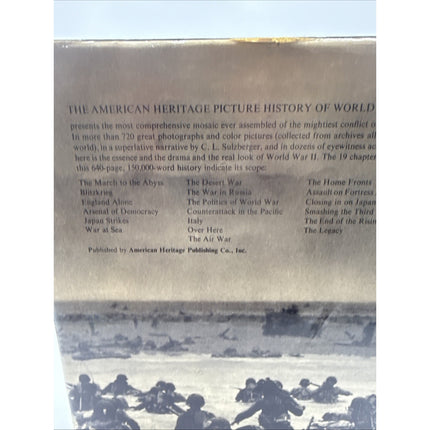 THE AMERICAN HERITAGE PICTURE HISTORY OF WORLD
presents the most comprehensive mosaic ever assembled of the mightiest conflict o
In more than 720 great photographs and color pictures (collected from archives all
world), in a superlative narrative by C. L. Sulzberger, and in dozens of eyewitness ac
here is the essence and the drama and the real look of World War II. The 19 chapter
this 640-page, 150,000-word history indicate its scope:
The March to the Abyss The Desert War The Home Fronts
Blitzkrieg The War in Russia Assault on Fortress
England Alone The Politics of World War Closing in on Japan
Arsenal of Democracy Counterattack in the Pacific Smashing the Third
Japan Strikes Italy The End of the Risin
War at Sea Over Here The Legacy
The Air War
Published by American Heritage Publishing Co., Inc.